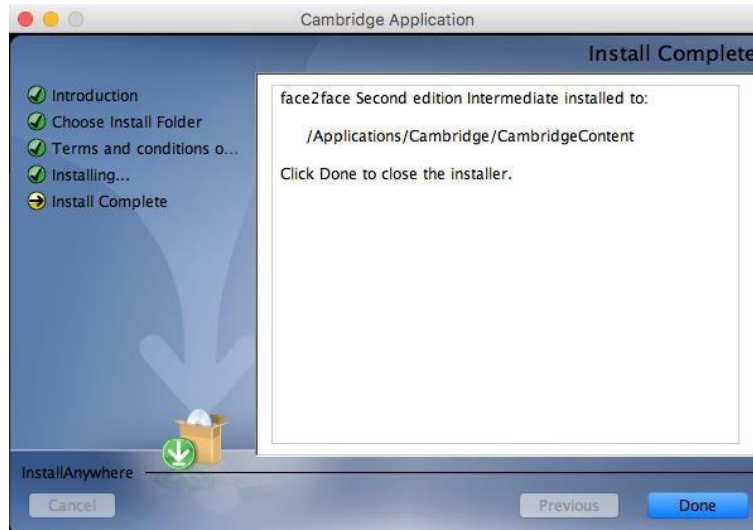 Cambridge Application
Install Complete
Introduction
Choose Install Folder
Terms and conditions o...
Installing...
Install Complete
face2face Second edition Intermediate installed to:
/Applications/Cambridge/CambridgeContent
Click Done to close the installer.
InstallAnywhere
Cancel
Previous
Done